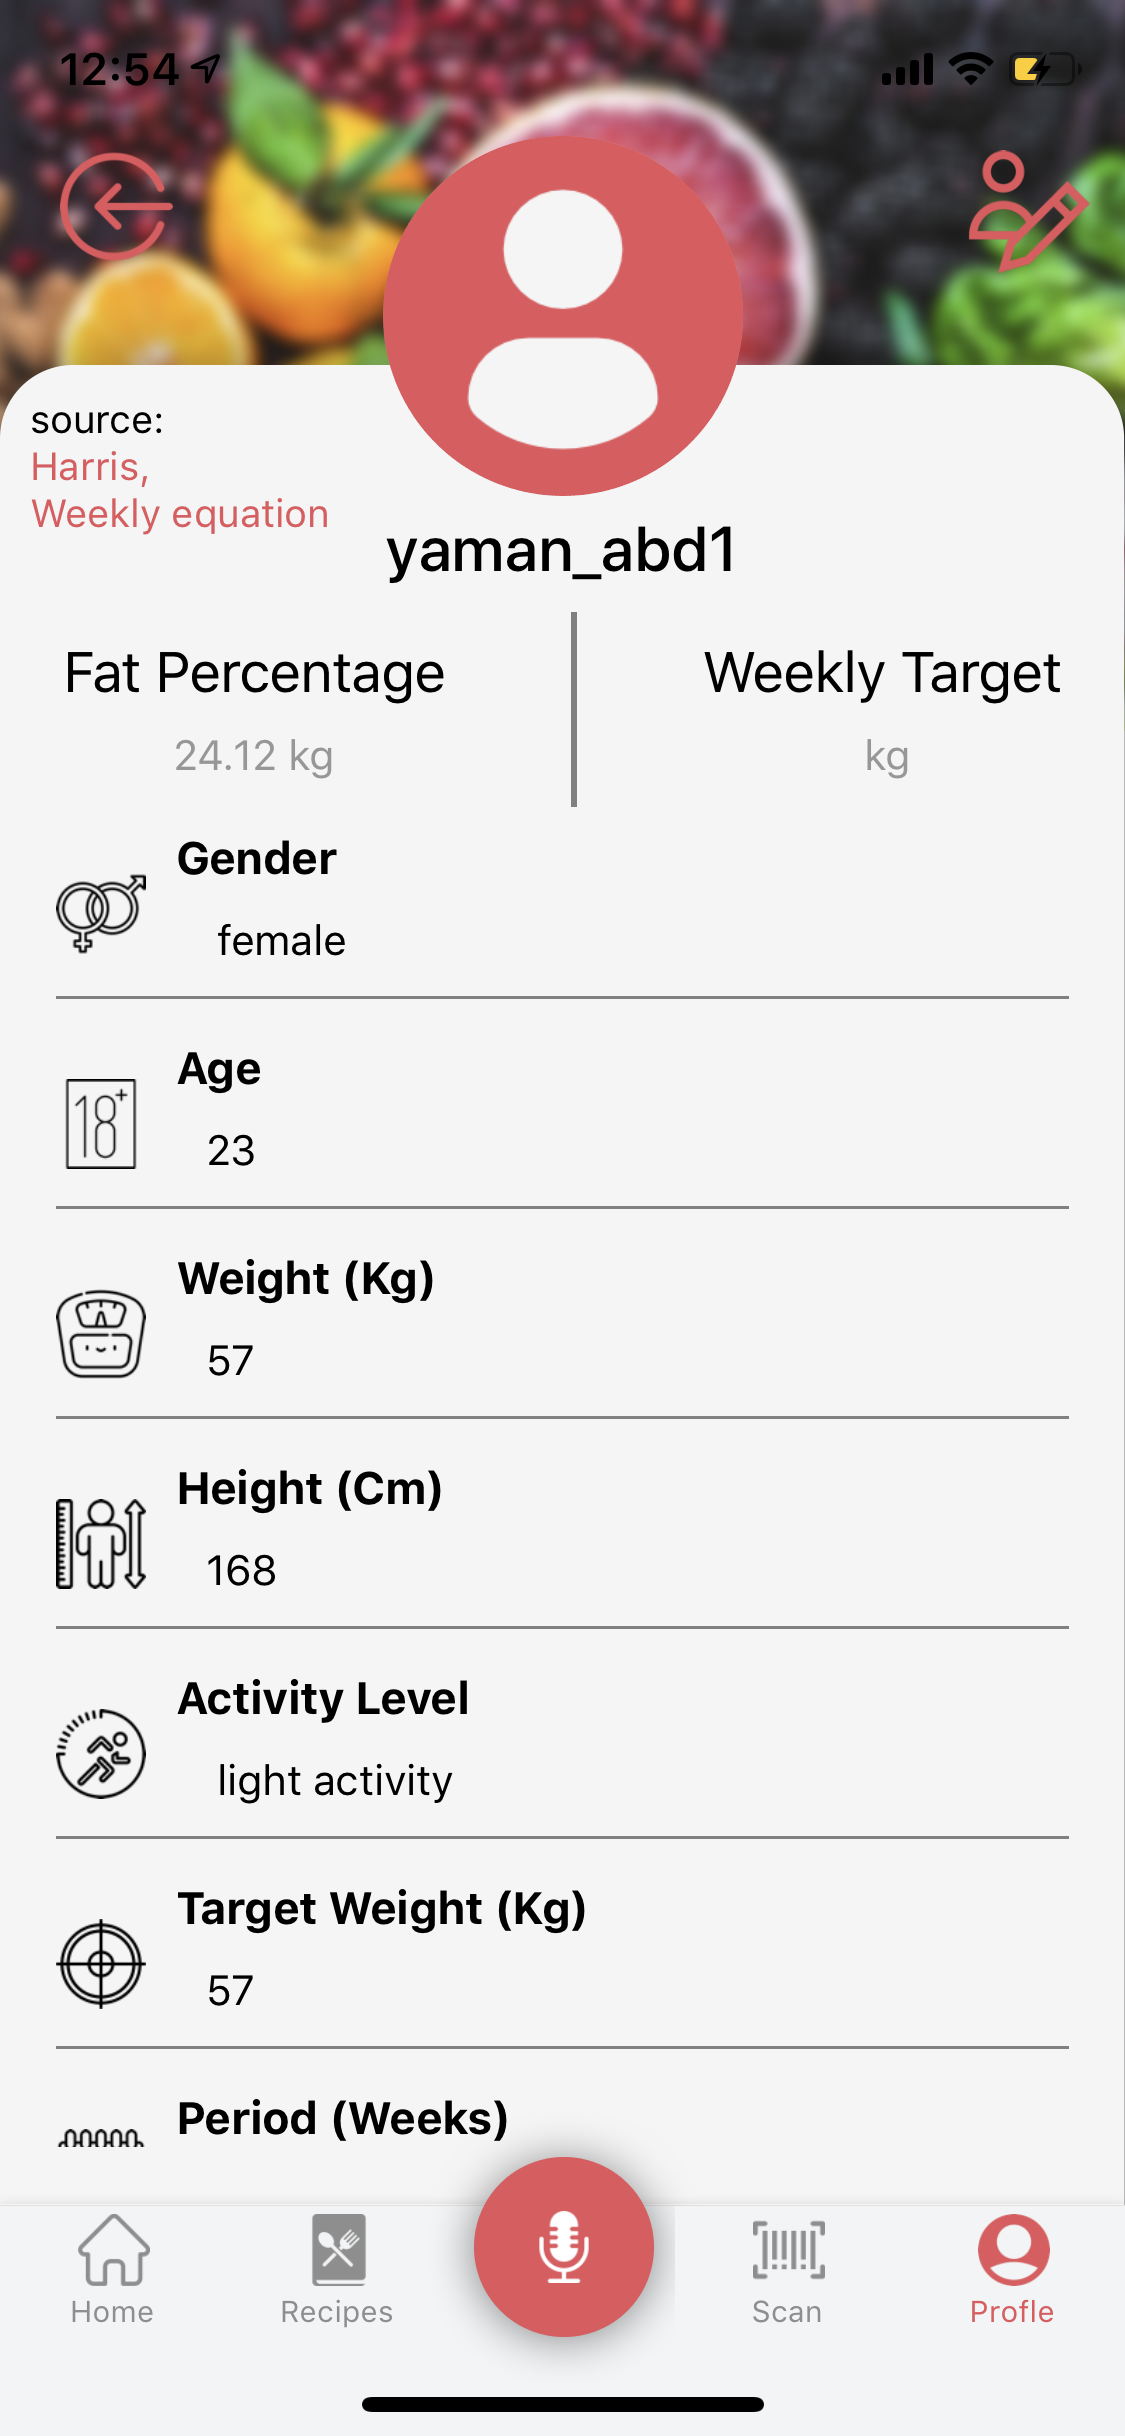 12:54
source:
Harris,
Weekly equation
yaman_abd1
Fat Percentage
24.12 kg
Weekly Target
kg
Gender
female
18+
Age
23
Weight (Kg)
57
Height (Cm)
168
Activity Level
light activity
Target Weight (Kg)
57
Period (Weeks)
Home
Recipes
Scan
Profle